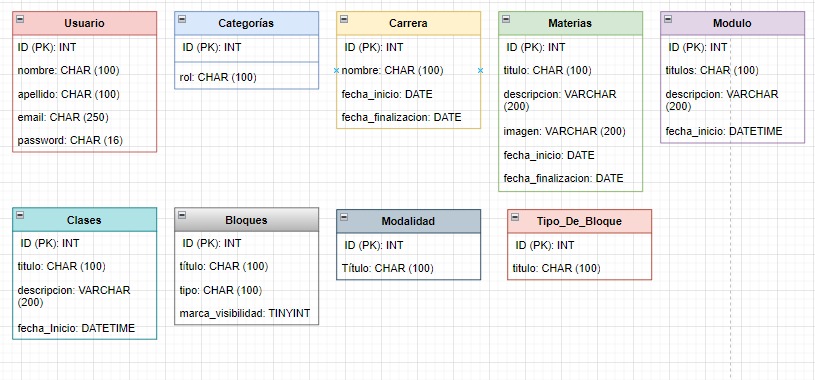 Usuario
ID (PK): INT
nombre: CHAR (100)
apellido: CHAR (100)
email: CHAR (250)
password: CHAR (16)
Categorías
ID (PK): INT
rol: CHAR (100)
Carrera
ID (PK): INT
nombre: CHAR (100)
fecha_inicio: DATE
fecha_finalizacion: DATE
Materias
ID (PK): INT
titulo: CHAR (100)
descripcion: VARCHAR
(200)
imagen: VARCHAR (200)
fecha_inicio: DATE
fecha_finalizacion: DATE
Modulo
ID (PK): INT
titulos: CHAR (100)
descripcion: VARCHAR
(200)
fecha_inicio: DATETIME
Clases
ID (PK): INT
titulo: CHAR (100)
descripcion: VARCHAR
(200)
fecha_Inicio: DATETIME
Bloques
ID (PK): INT
título: CHAR (100)
tipo: CHAR (100)
marca_visibilidad: TINYINT
Modalidad
ID (PK): INT
Título: CHAR (100)
Tipo_De_Bloque
ID (PK): INT
titulo: CHAR (100)